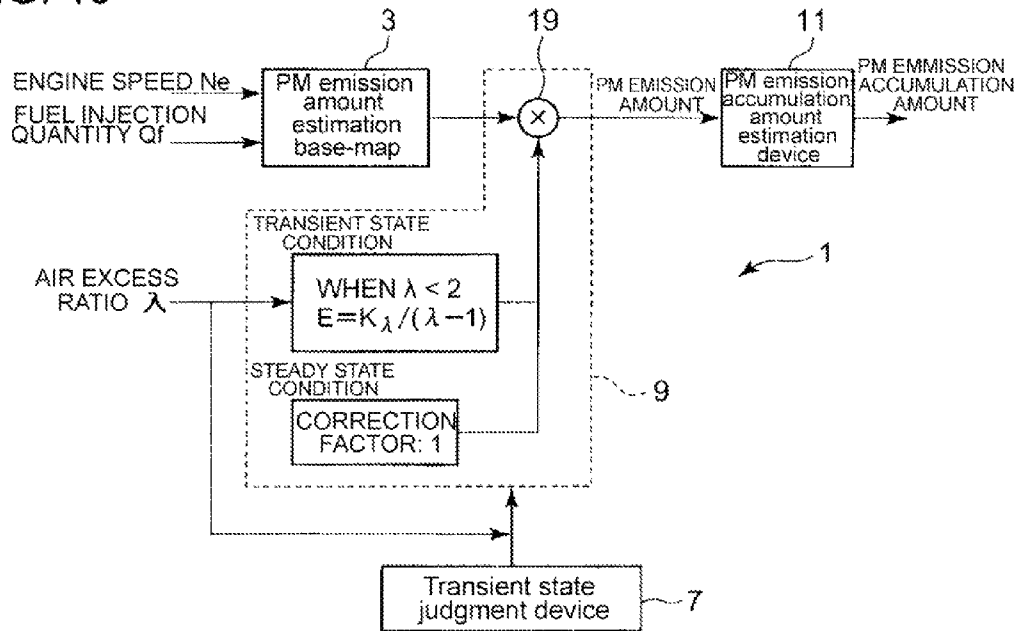 3
19
11
ENGINE SPEED Ne
FUEL INJECTION
QUANTITY Qf
PM emission
amount
estimation
base-map
×
PM EMISSION
AMOUNT
PM emission
accumulation
amount
estimation
device
PM EMMISSION
ACCUMULATION
AMOUNT
TRANSIENT STATE
CONDITION
AIR EXCESS
RATIO λ
WHEN λ < 2
E=Kλ/(λ-1)
1
STEADY STATE
CONDITION
CORRECTION
FACTOR: 1
9
Transient state
judgment device
7